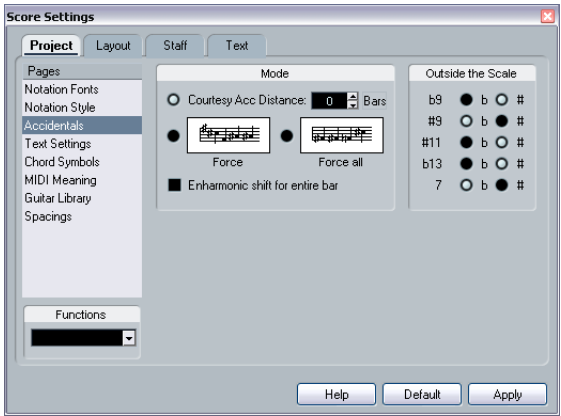 Score Settings
Project Layout Staff Text
Pages
Notation Fonts
Notation Style
Accidentals
Text Settings
Chord Symbols
MIDI Meaning
Guitar Library
Spacings
Functions
Mode
Courtesy Acc Distance: 0 Bars
Force Force all
Enharmonic shift for entire bar
Outside the Scale
b9 b #
#9 b #
#11 b #
b13 b #
7 b #
Help Default Apply